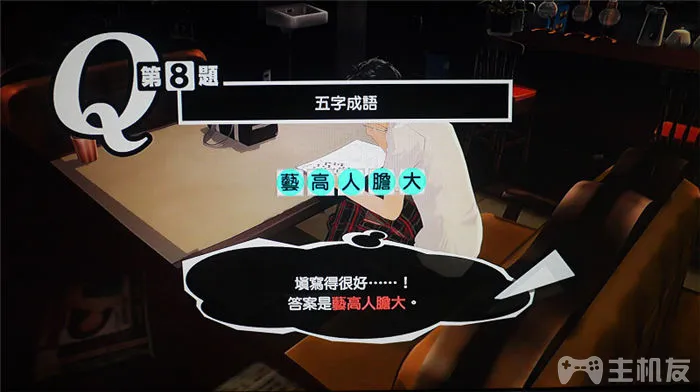 Q
第8題
五字成語
藝高人膽大
填寫得很好……！
答案是藝高人膽大。
主机友